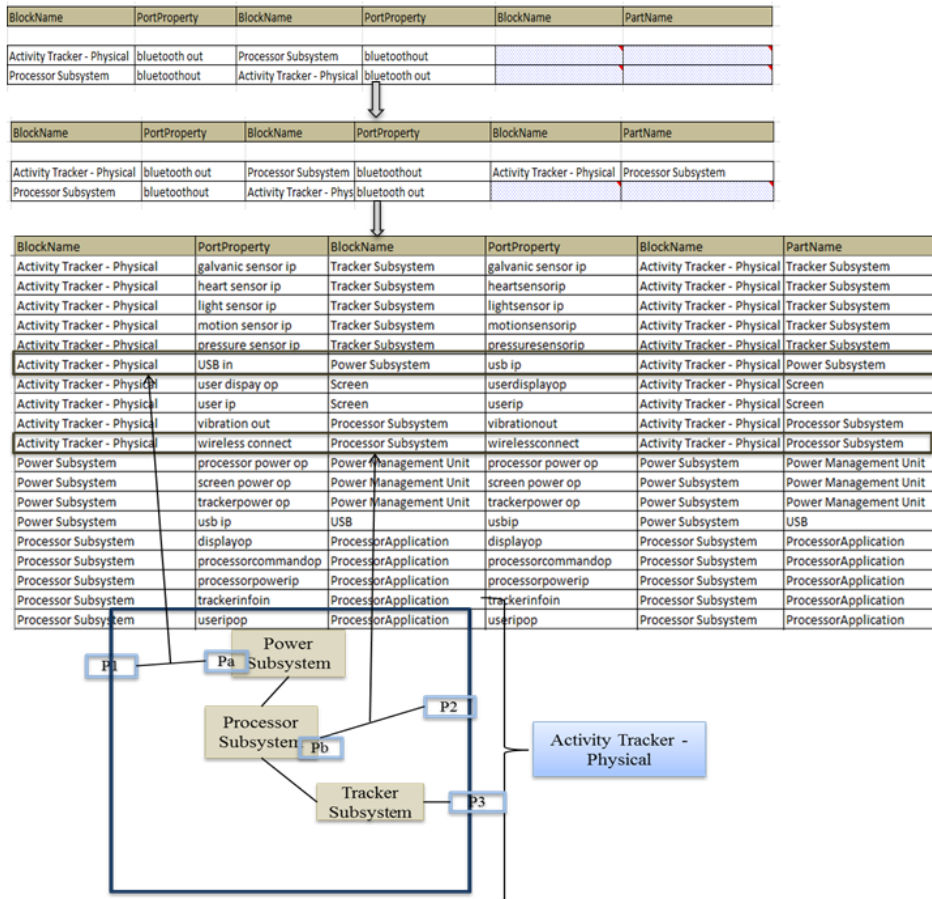 BlockName PortProperty BlockName PortProperty BlockName PartName
Activity Tracker - Physical bluetooth out Processor Subsystem bluetoothout
Processor Subsystem bluetoothout Activity Tracker - Physical bluetooth out
BlockName PortProperty BlockName PortProperty BlockName PartName
Activity Tracker - Physical bluetooth out Processor Subsystem bluetoothout Activity Tracker - Physical Processor Subsystem
Processor Subsystem bluetoothout Activity Tracker - Phys bluetooth out
BlockName PortProperty BlockName PortProperty BlockName PartName
Activity Tracker - Physical galvanic sensor ip Tracker Subsystem galvanic sensor ip Activity Tracker - Physical Tracker Subsystem
Activity Tracker - Physical heart sensor ip Tracker Subsystem heartsensorip Activity Tracker - Physical Tracker Subsystem
Activity Tracker - Physical light sensor ip Tracker Subsystem lightsensor ip Activity Tracker - Physical Tracker Subsystem
Activity Tracker - Physical motion sensor ip Tracker Subsystem motionsensorip Activity Tracker - Physical Tracker Subsystem
Activity Tracker - Physical pressure sensor ip Tracker Subsystem pressuresensorip Activity Tracker - Physical Tracker Subsystem
Activity Tracker - Physical USB in Power Subsystem usb ip Activity Tracker - Physical Power Subsystem
Activity Tracker - Physical user dispay op Screen userdisplayop Activity Tracker - Physical Screen
Activity Tracker - Physical user ip Screen userip Activity Tracker - Physical Screen
Activity Tracker - Physical vibration out Processor Subsystem vibrationout Activity Tracker - Physical Processor Subsystem
Activity Tracker - Physical wireless connect Processor Subsystem wirelessconnect Activity Tracker - Physical Processor Subsystem
Power Subsystem processor power op Power Management Unit processor power op Power Subsystem Power Management Unit
Power Subsystem screen power op Power Management Unit screen power op Power Subsystem Power Management Unit
Power Subsystem trackerpower op Power Management Unit trackerpower op Power Subsystem Power Management Unit
Power Subsystem usb ip USB usbip Power Subsystem USB
Processor Subsystem displayop ProcessorApplication displayop Processor Subsystem ProcessorApplication
Processor Subsystem processorcommandop ProcessorApplication processorcommandop Processor Subsystem ProcessorApplication
Processor Subsystem processorpowerip ProcessorApplication processorpowerip Processor Subsystem ProcessorApplication
Processor Subsystem trackerinfoin ProcessorApplication trackerinfoin Processor Subsystem ProcessorApplication
Processor Subsystem useripop ProcessorApplication useripop Processor Subsystem ProcessorApplication
Power
P1 Pa Subsystem
P2
Processor
Subsystem Pb
Activity Tracker -
Physical
Tracker
Subsystem P3